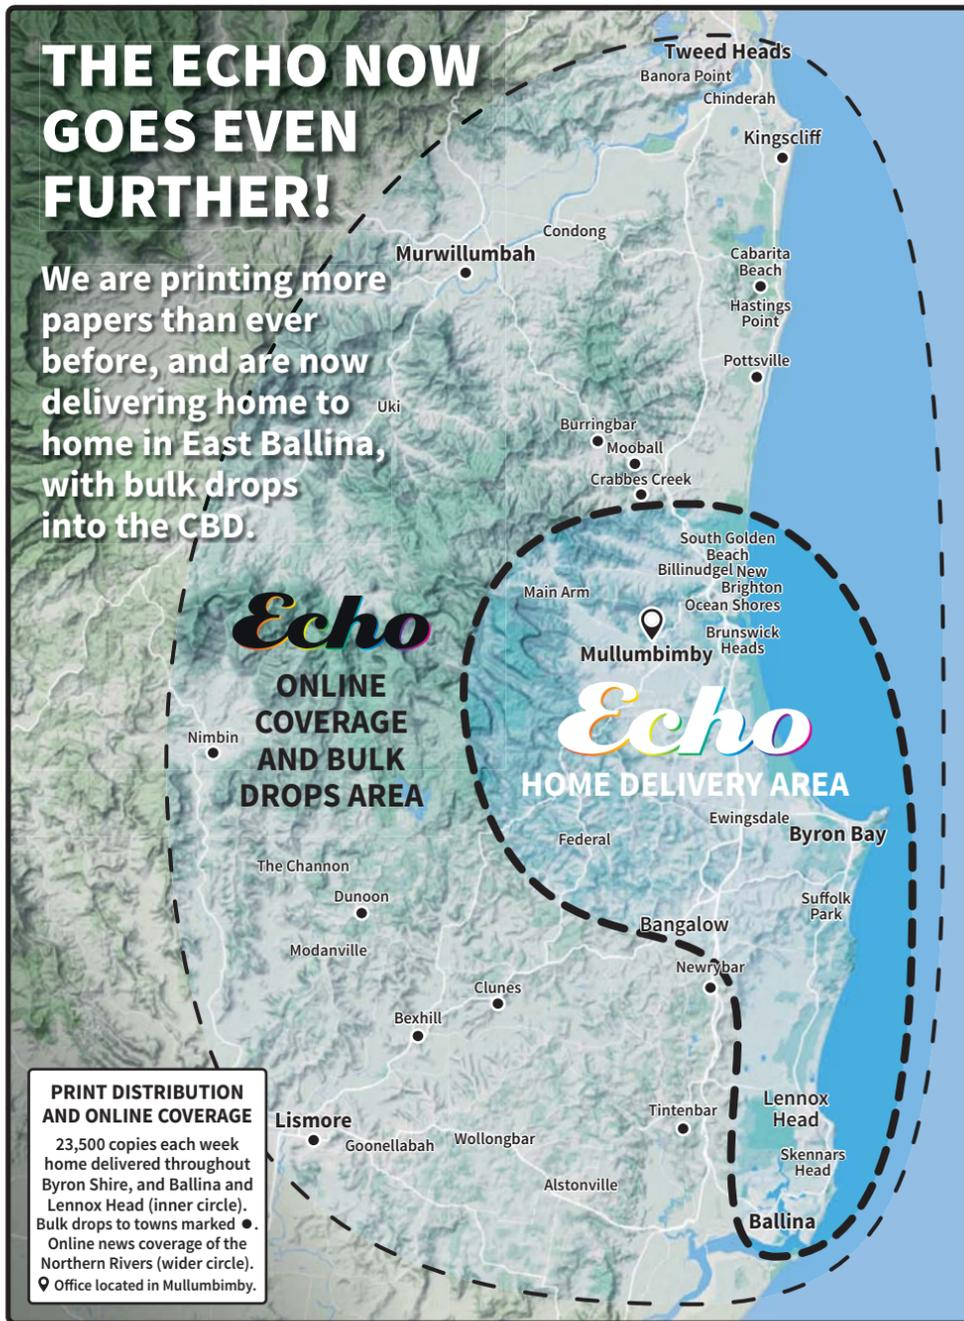 THE ECHO NOW
GOES EVEN
FURTHER!
We are printing more
papers than ever
before, and are now
delivering home to
home in East Ballina,
with bulk drops
into the CBD.
Tweed Heads
Banora Point
Chinderah
Kingscliff
Condong
Murwillumbah
Cabarita
Beach
Hastings
Point
Pottsville
Uki
Burringbar
Mooball
Crabbes Creek
South Golden
Beach
Billinudgel
New
Brighton
Main Arm
Ocean Shores
Brunswick
Heads
Mullumbimby
Echo
ONLINE
COVERAGE
AND BULK
DROPS AREA
Echo
HOME DELIVERY AREA
Nimbin
Ewingsdale
Byron Bay
Federal
The Channon
Dunoon
Suffolk
Park
Modanville
Bangalow
Newrybar
Clunes
Bexhill
Lennox
Head
Tintenbar
Lismore
Goonellabah
Wollongbar
Skennars
Head
Alstonville
Ballina
PRINT DISTRIBUTION
AND ONLINE COVERAGE
23,500 copies each week
home delivered throughout
Byron Shire, and Ballina and
Lennox Head (inner circle).
Bulk drops to towns marked ●.
Online news coverage of the
Northern Rivers (wider circle).
Office located in Mullumbimby.